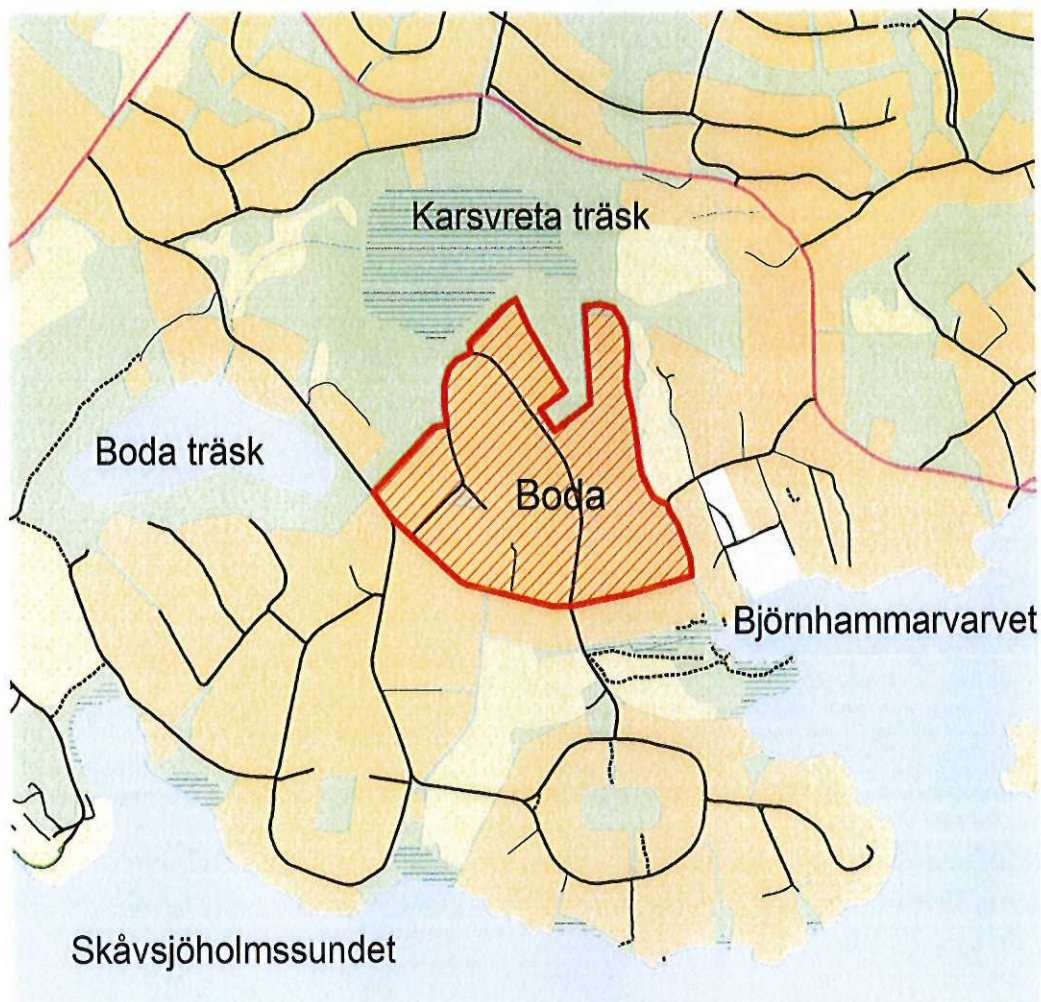 Karsvreta träsk
Boda träsk
Boda
Björnhammarvarvet
Skåvsjöholmssundet